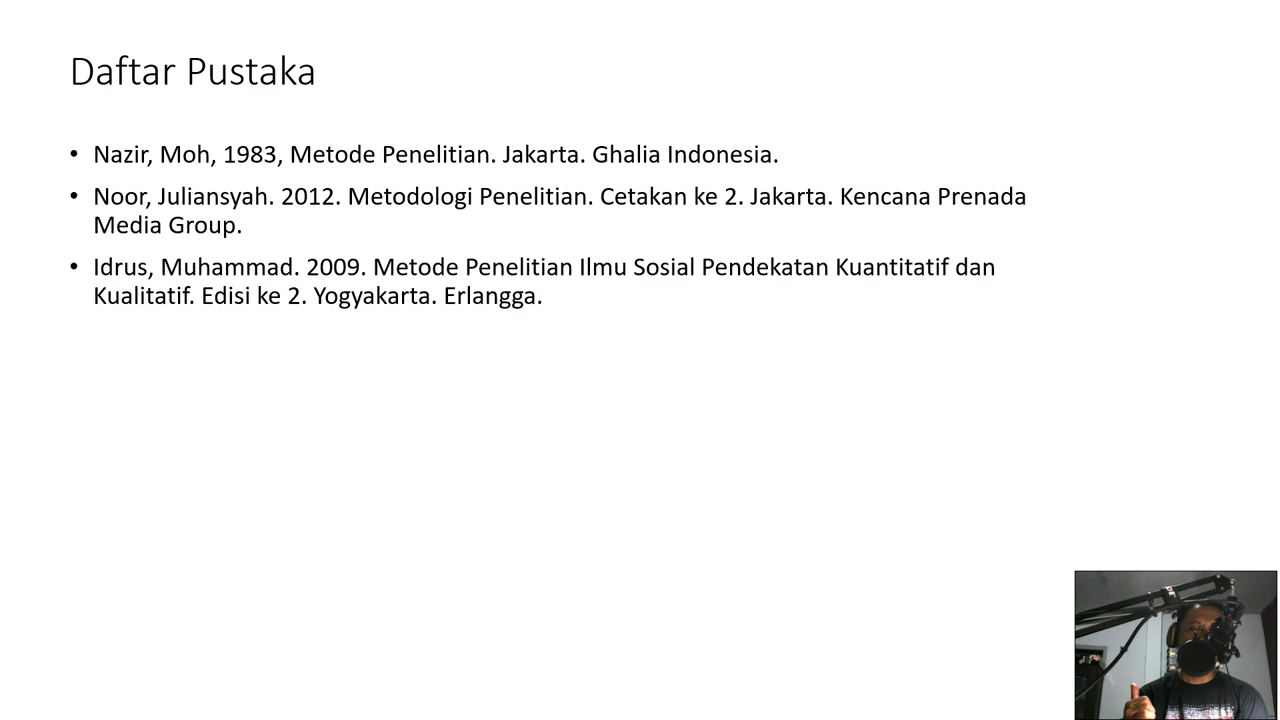 Daftar Pustaka
• Nazir, Moh, 1983, Metode Penelitian. Jakarta. Ghalia Indonesia.
• Noor, Juliansyah. 2012. Metodologi Penelitian. Cetakan ke 2. Jakarta. Kencana Prenada
Media Group.
• Idrus, Muhammad. 2009. Metode Penelitian Ilmu Sosial Pendekatan Kuantitatif dan
Kualitatif. Edisi ke 2. Yogyakarta. Erlangga.